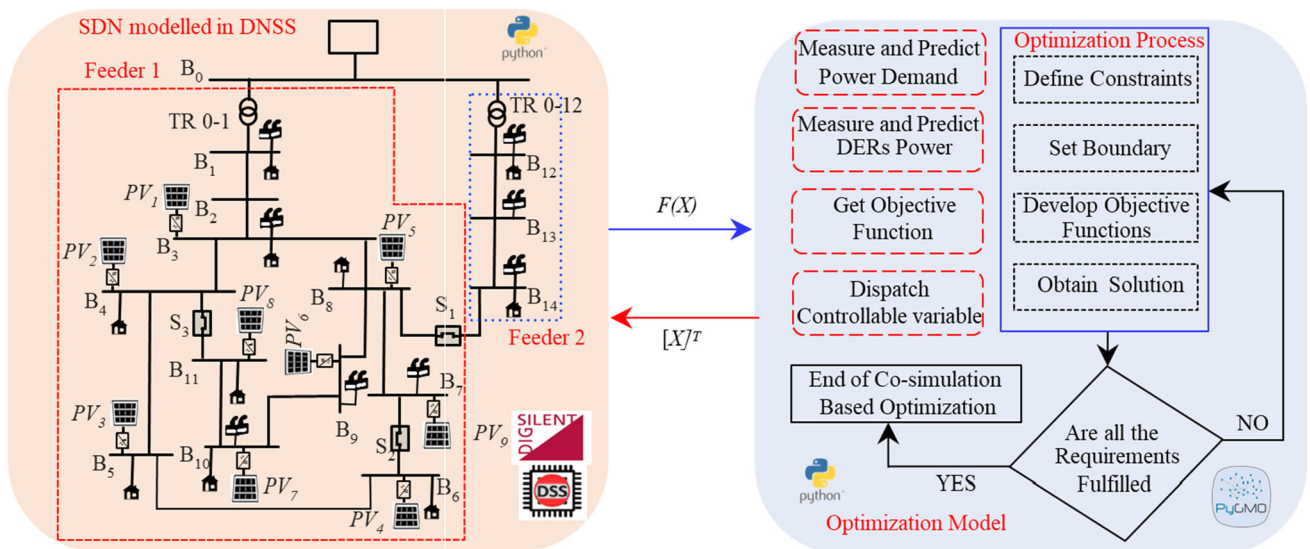 SDN modelled in DNSS
python
Feeder 1
B0
TR 0-1
TR 0-12
B1
B12
PV1
B2
B13
B3
PV5
PV2
B4
B8
B14
PV8
S1
S3
PV6
Feeder 2
B11
B7
PV3
B9
S2
PV9
B5
B10
PV7
B6
PV4
DIGSILENT
DSS
F(X)
[X]T
Measure and Predict
Power Demand
Measure and Predict
DERs Power
Get Objective
Function
Dispatch
Controllable variable
Optimization Process
Define Constraints
Set Boundary
Develop Objective
Functions
Obtain Solution
End of Co-simulation
Based Optimization
Are all the
Requirements
Fulfilled
NO
YES
python
Optimization Model
PyGMO